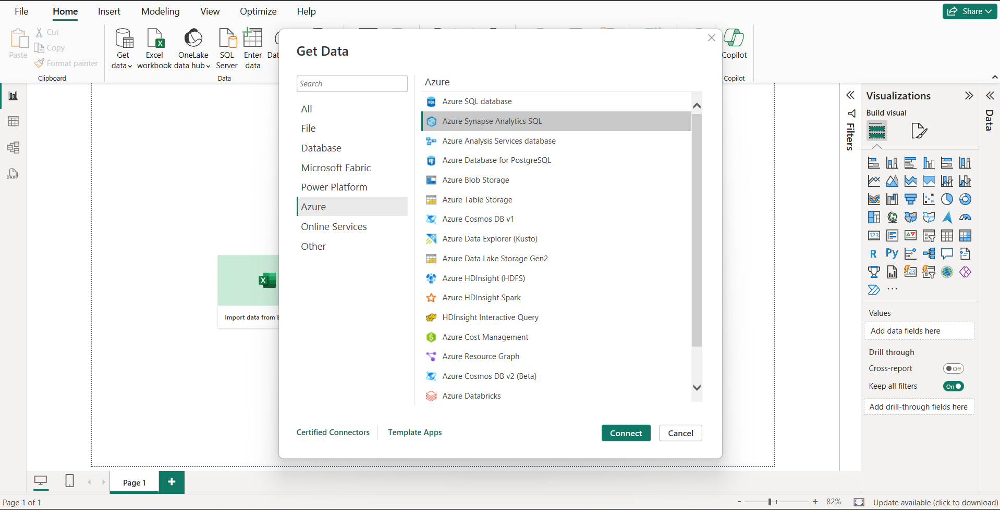 File Home Insert Modeling View Optimize Help
Share
Paste
Cut
Copy
Format painter
Clipboard
Get data
Excel workbook
OneLake data hub
SQL Server
Enter data
Dat
Data
Copilot
Copilot
Get Data
Search
All
File
Database
Microsoft Fabric
Power Platform
Azure
Online Services
Other
Azure
Azure SQL database
Azure Synapse Analytics SQL
Azure Analysis Services database
Azure Database for PostgreSQL
Azure Blob Storage
Azure Table Storage
Azure Cosmos DB v1
Azure Data Explorer (Kusto)
Azure Data Lake Storage Gen2
Azure HDInsight (HDFS)
Azure HDInsight Spark
HDInsight Interactive Query
Azure Cost Management
Azure Resource Graph
Azure Cosmos DB v2 (Beta)
Azure Databricks
Certified Connectors
Template Apps
Connect
Cancel
DAX
Import data from E
Filters
Visualizations
Build visual
123
R
Py
123
Values
Add data fields here
Drill through
Cross-report
Off
Keep all filters
On
Add drill-through fields here
Data
Page 1
Page 1 of 1
- + 82%
Update available (click to download)